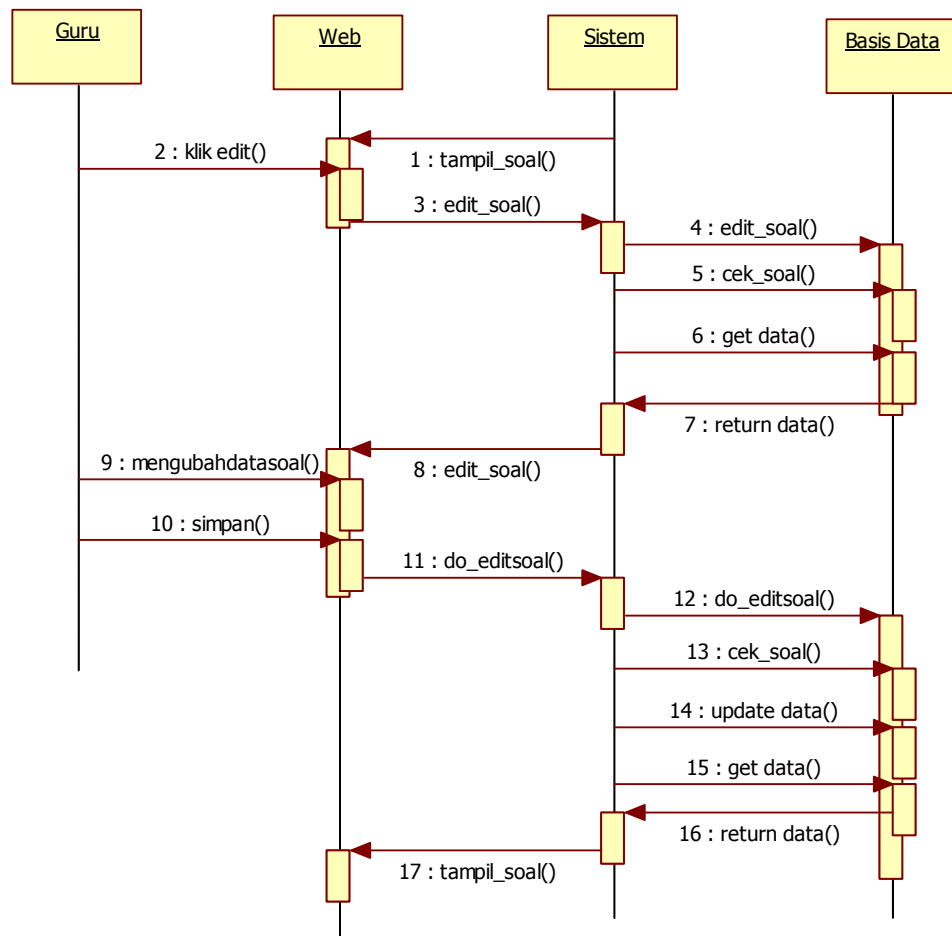 Guru
Web
Sistem
Basis Data
1 : tampil_soal()
2 : klik edit()
3 : edit_soal()
4 : edit_soal()
5 : cek_soal()
6 : get data()
7 : return data()
8 : edit_soal()
9 : mengubahdatasoal()
10 : simpan()
11 : do_editsoal()
12 : do_editsoal()
13 : cek_soal()
14 : update data()
15 : get data()
16 : return data()
17 : tampil_soal()